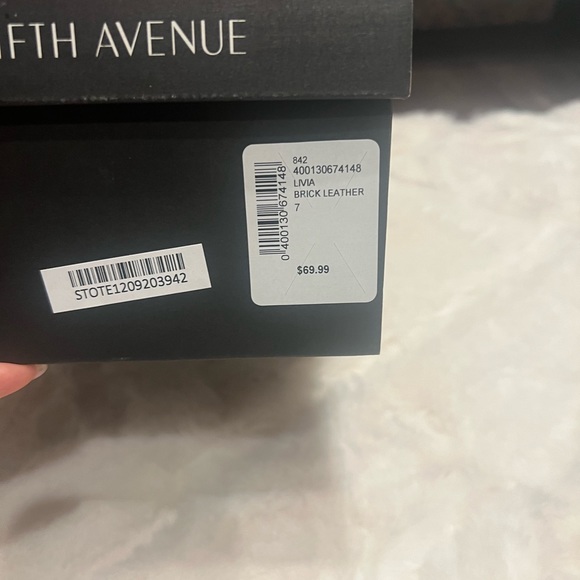 FTH AVENUE
842
400130674148
LIVIA
BRICK LEATHER
7
0 400130 674148
$69.99
STOTE1209203942